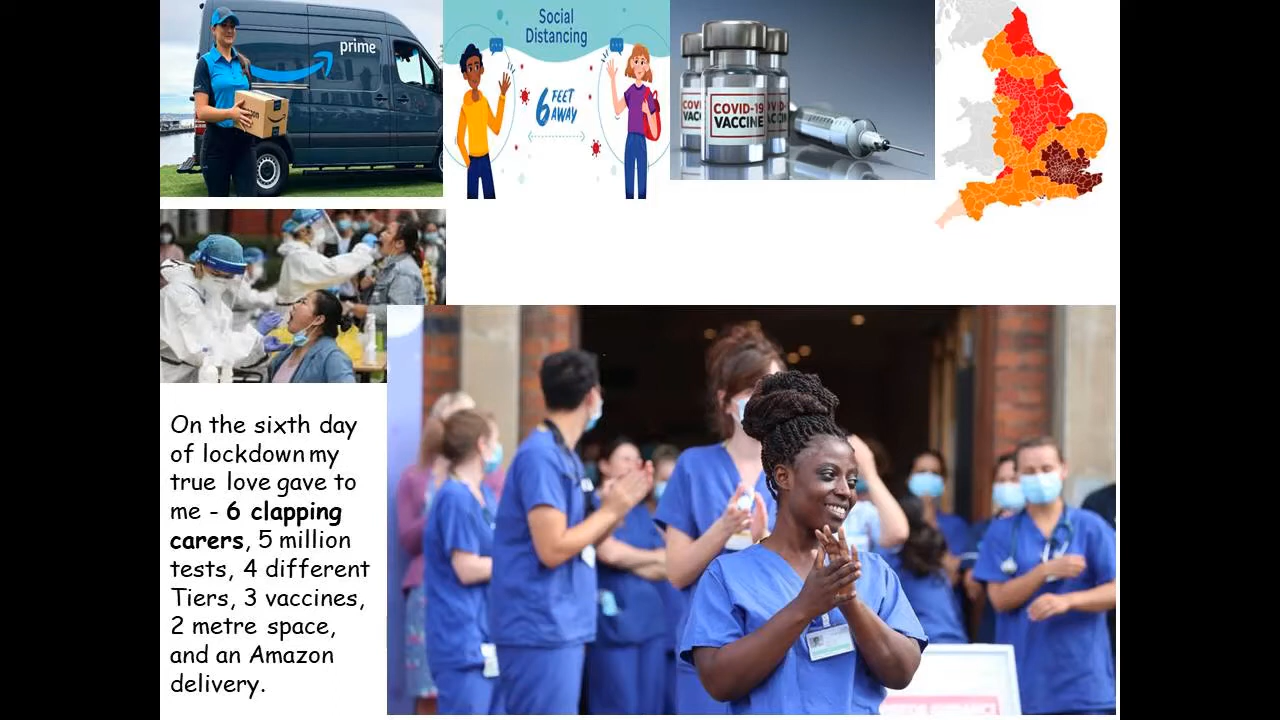 prime
Social
Distancing
6 FEET
AWAY
COVID-19
VACCINE
On the sixth day
of lockdown my
true love gave to
me - 6 clapping
carers, 5 million
tests, 4 different
Tiers, 3 vaccines,
2 metre space,
and an Amazon
delivery.